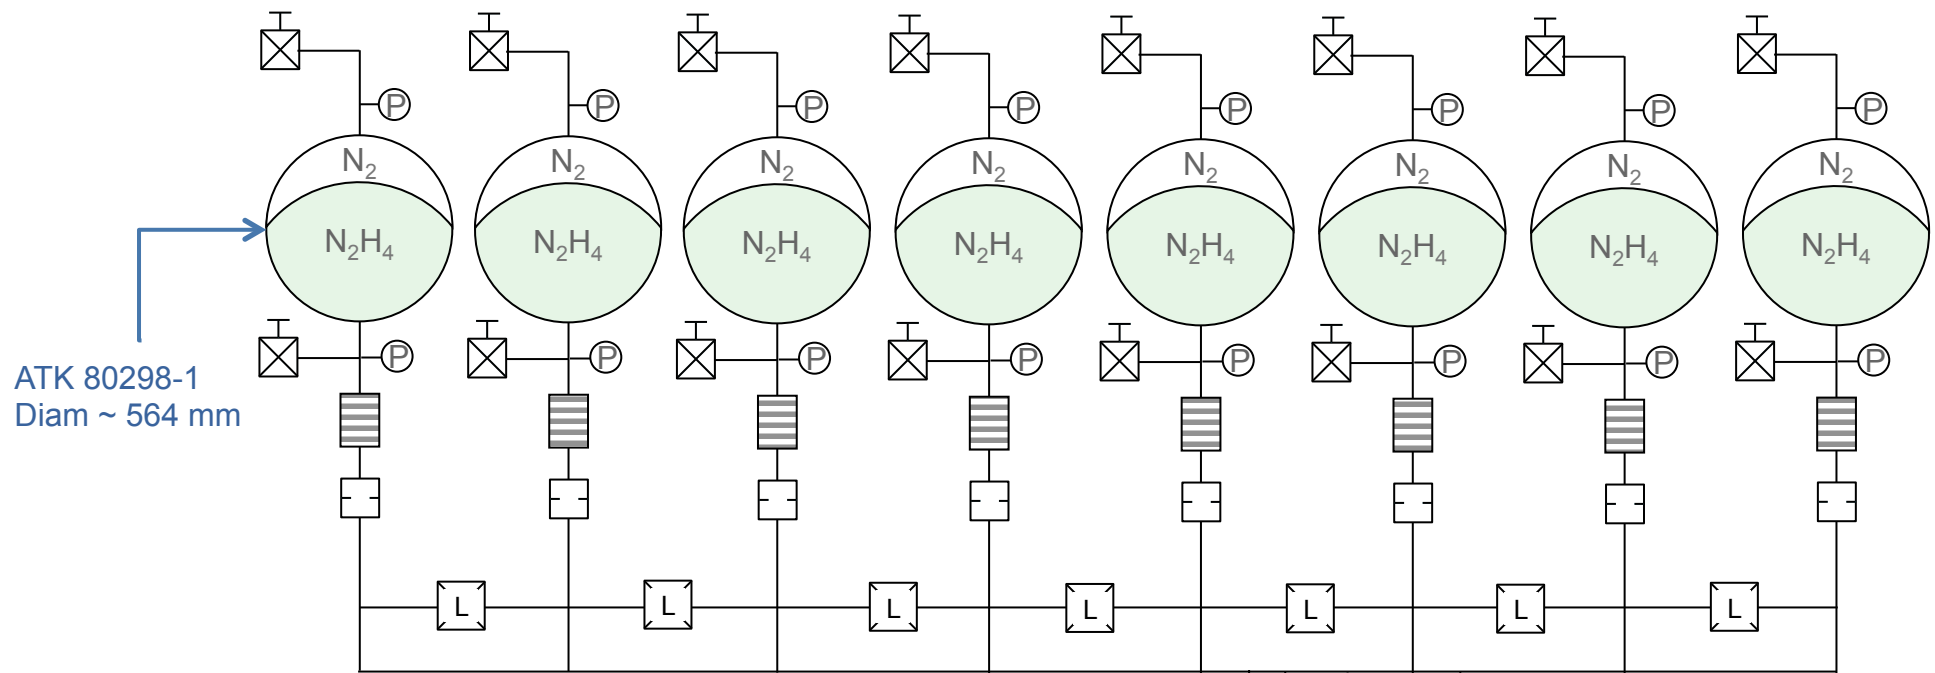 P P P P P P P P
N₂ N₂ N₂ N₂ N₂ N₂ N₂ N₂
N₂H₄ N₂H₄ N₂H₄ N₂H₄ N₂H₄ N₂H₄ N₂H₄ N₂H₄
P P P P P P P P
ATK 80298-1
Diam ~ 564 mm
L L L L L L L